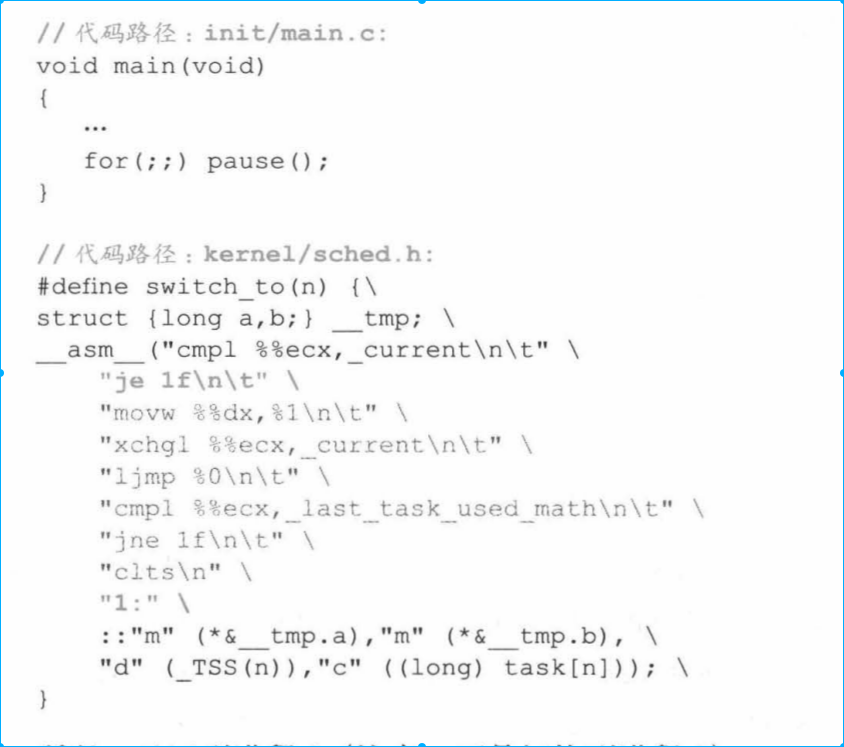 // 代码路径：init/main.c:
void main(void)
{
...
for(;;) pause();
}
// 代码路径：kernel/sched.h:
#define switch_to(n) {\
struct {long a,b;} __tmp; \
__asm__("cmpl %%ecx,_current\n\t" \
"je 1f\n\t" \
"movw %%dx,%1\n\t" \
"xchgl %%ecx,_current\n\t" \
"ljmp %0\n\t" \
"cmpl %%ecx,_last_task_used_math\n\t" \
"jne 1f\n\t" \
"clts\n" \
"1:" \
::"m" (*&__tmp.a),"m" (*&__tmp.b), \
"d" (_TSS(n)),"c" ((long) task[n])); \
}